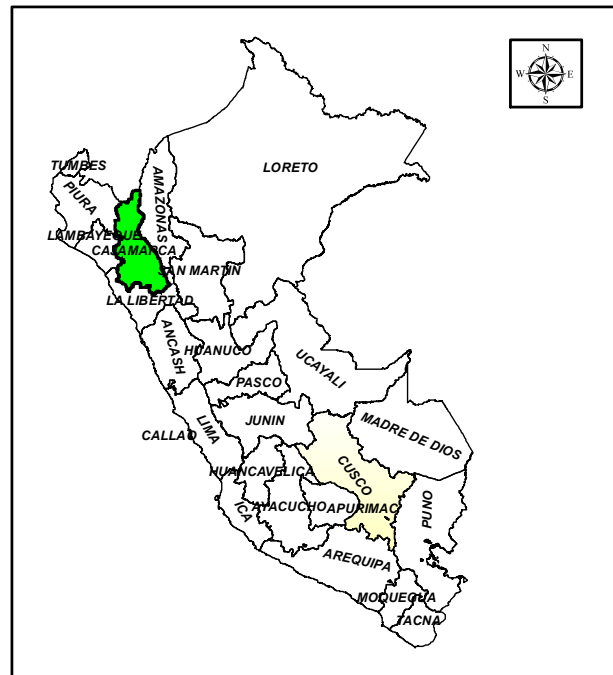 N
W E
S
LORETO
TUMBES
AMAZONAS
PIURA
LAMBAYEQUE
CAJAMARCA
SAN MARTIN
LA LIBERTAD
ANCASH
HUANUCO
UCAYALI
PASCO
JUNIN
LIMA
CALLAO
MADRE DE DIOS
CUSCO
HUANCAVELICA
AYACUCHO
APURIMAC
ICA
PUNO
AREQUIPA
MOQUEGUA
TACNA